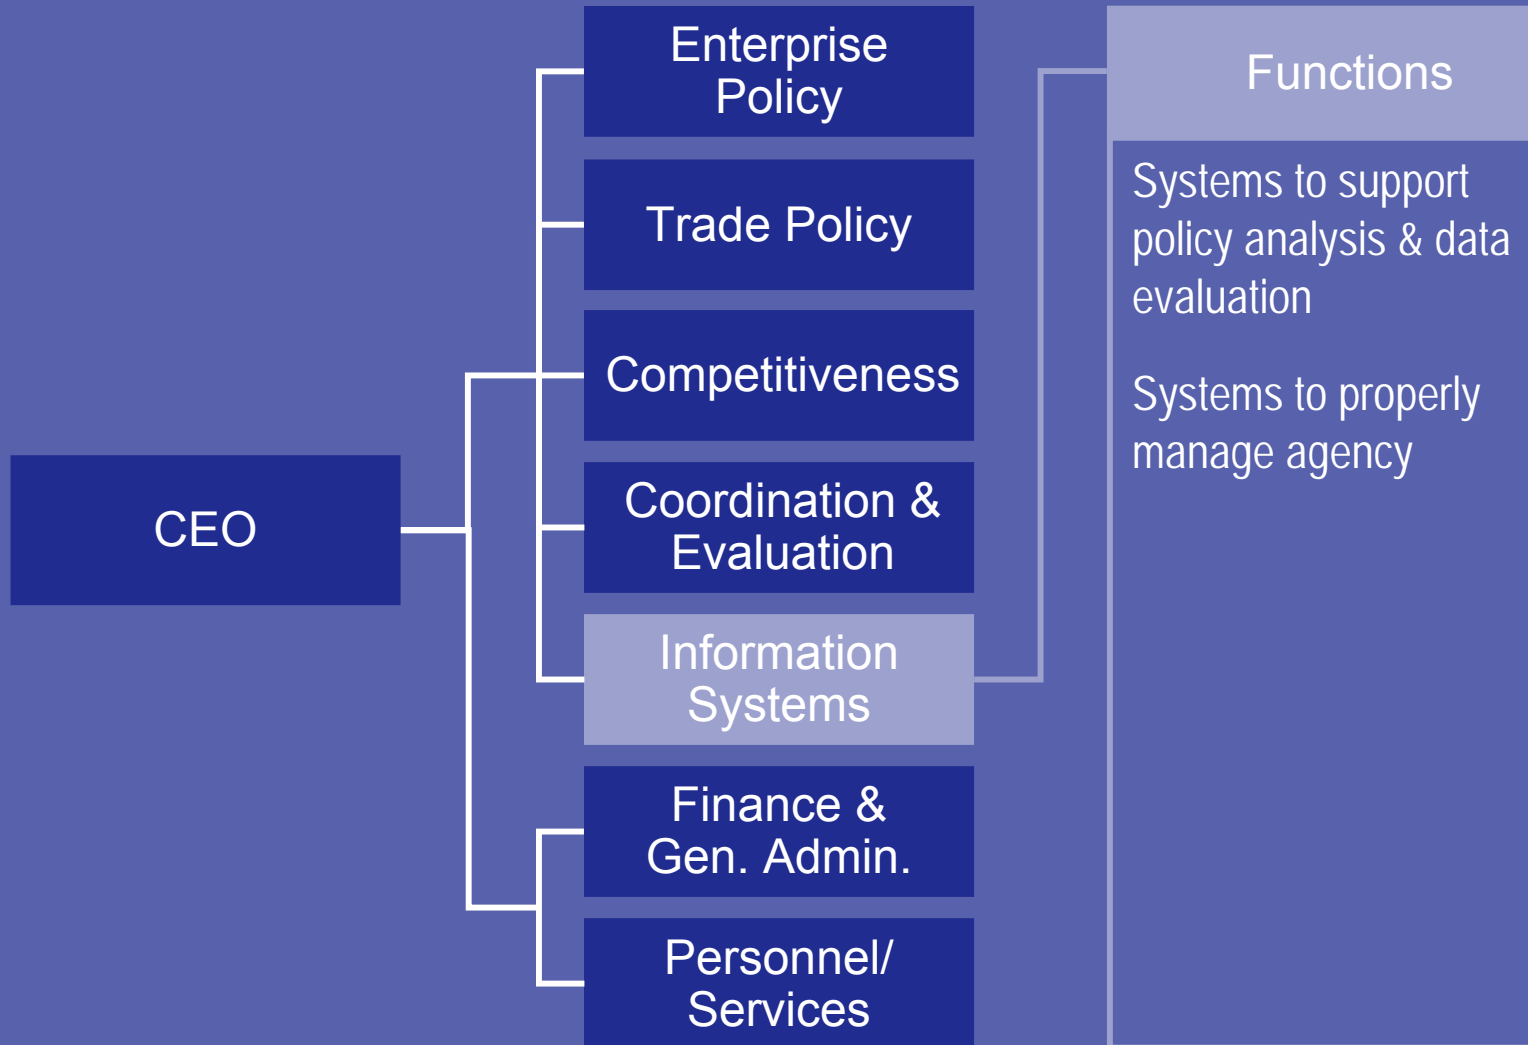 Enterprise
Policy
Trade Policy
Competitiveness
CEO
Coordination &
Evaluation
Information
Systems
Finance &
Gen. Admin.
Personnel/
Services
Functions
Systems to support
policy analysis & data
evaluation
Systems to properly
manage agency